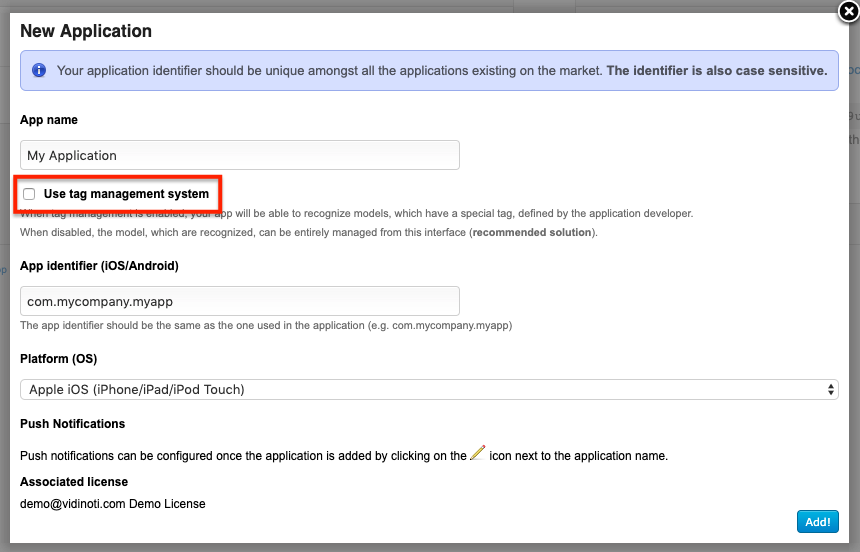 New Application
Your application identifier should be unique amongst all the applications existing on the market. The identifier is also case sensitive.
App name
My Application
Use tag management system
When tag management is enabled, your app will be able to recognize models, which have a special tag, defined by the application developer.
When disabled, the model, which are recognized, can be entirely managed from this interface (recommended solution).
App identifier (iOS/Android)
com.mycompany.myapp
The app identifier should be the same as the one used in the application (e.g. com.mycompany.myapp)
Platform (OS)
Apple iOS (iPhone/iPad/iPod Touch)
Push Notifications
Push notifications can be configured once the application is added by clicking on the icon next to the application name.
Associated license
demo@vidinoti.com Demo License
Add!